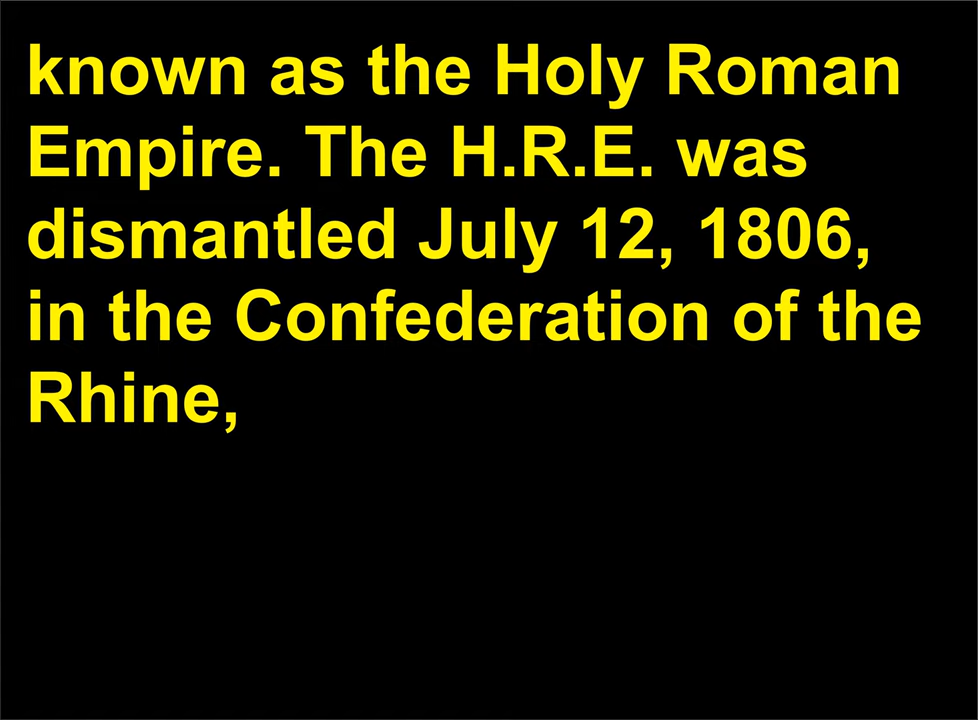 known as the Holy Roman
Empire. The H.R.E. was
dismantled July 12, 1806,
in the Confederation of the
Rhine,